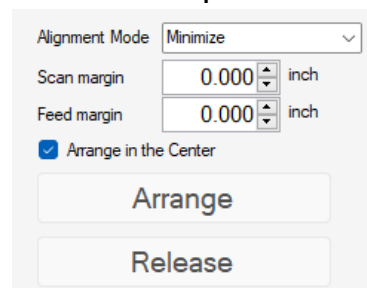 Alignment Mode Minimize
Scan margin 0.000 inch
Feed margin 0.000 inch
Arrange in the Center
Arrange
Release